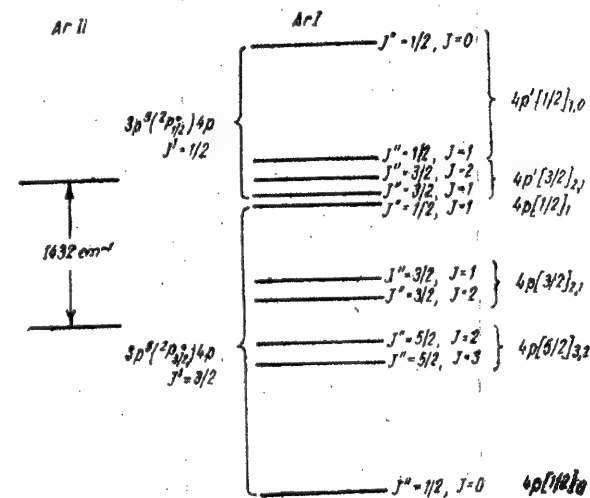 Ar II
Ar I
J" = 1/2, J=0
4p'[1/2]₁,₀
3p⁵(²P°₁/₂)4p
J' = 1/2
J" = 1/2, J=1
J" = 3/2, J=2
4p'[3/2]₂,₁
J" = 3/2, J=1
J" = 1/2, J=1
4p[1/2]₁
1432 cm⁻¹
J" = 3/2, J=1
4p[3/2]₂,₁
J" = 3/2, J=2
J" = 5/2, J=2
3p⁵(²P°₃/₂)4p
J' = 3/2
4p[5/2]₃,₂
J" = 5/2, J=3
J" = 1/2, J=0